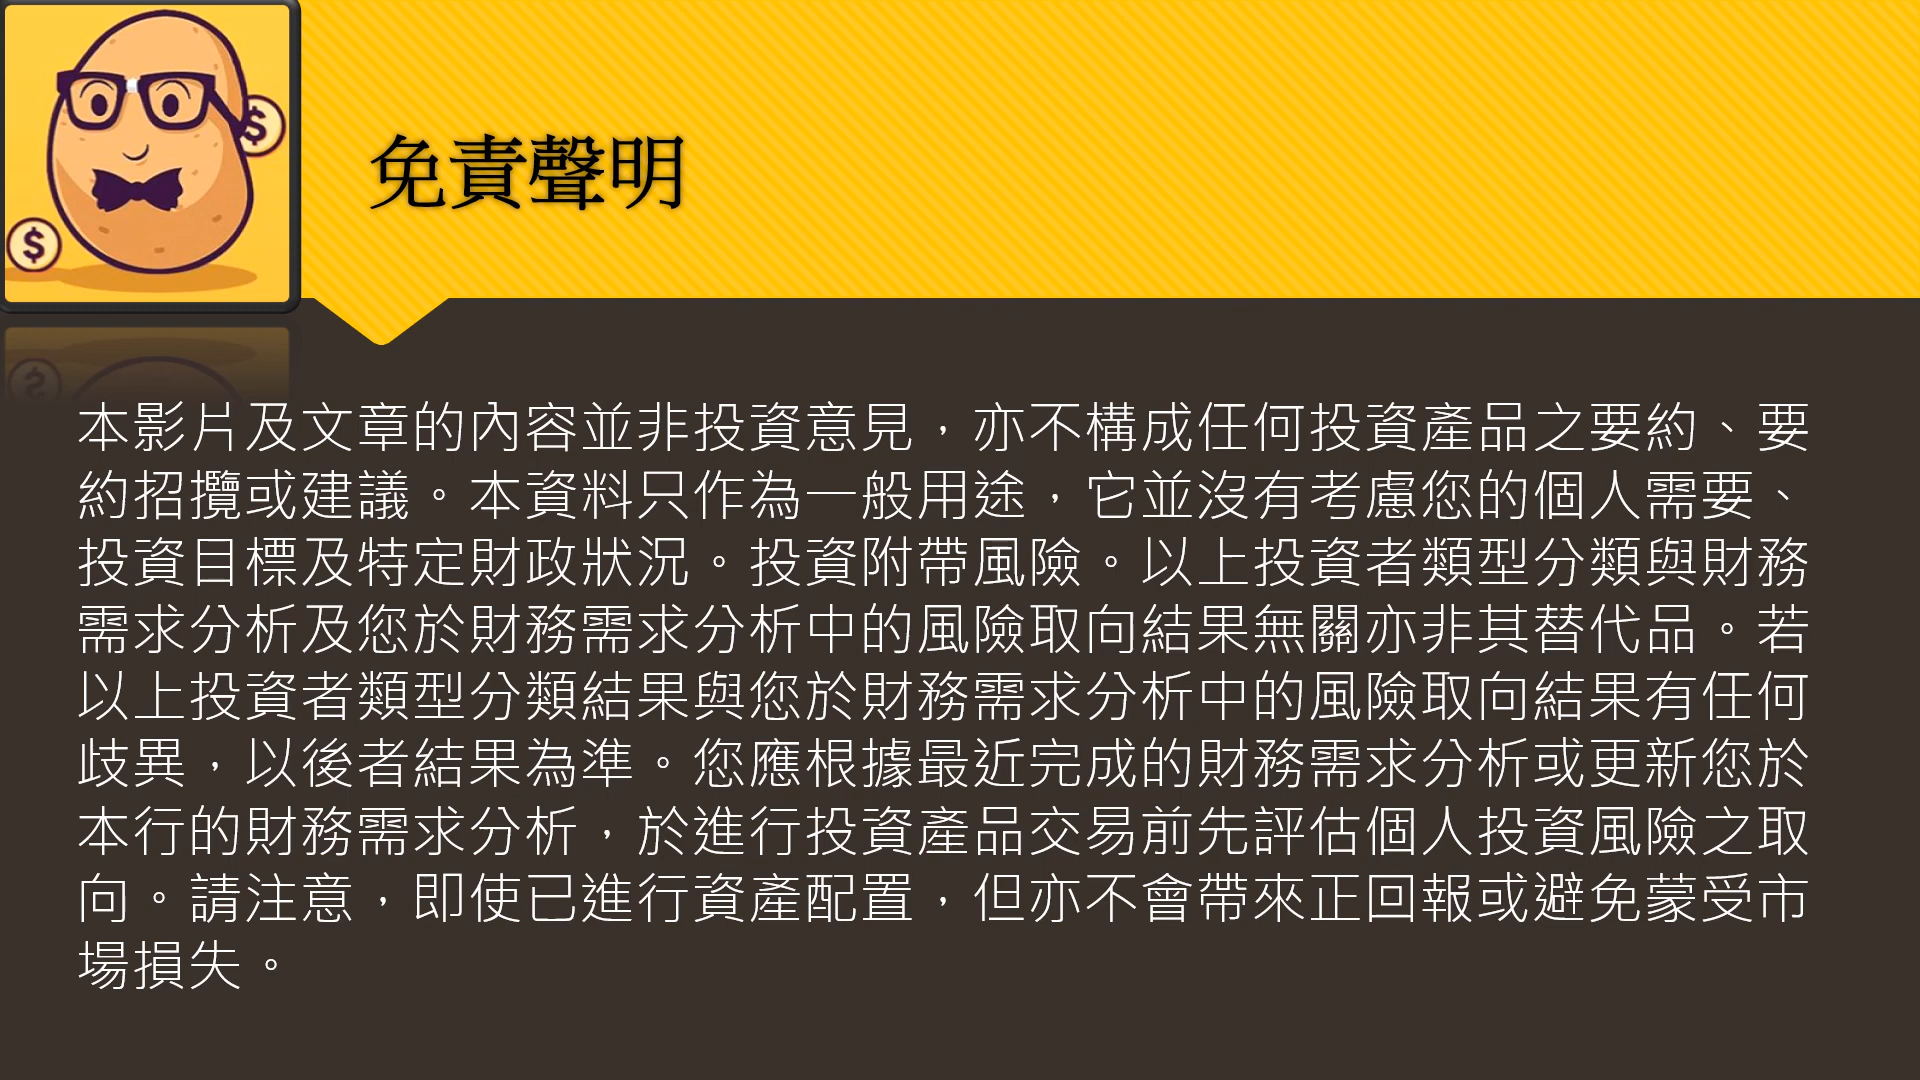 $
$
免責聲明
本影片及文章的內容並非投資意見，亦不構成任何投資產品之要約、要
約招攬或建議。本資料只作為一般用途，它並沒有考慮您的個人需要、
投資目標及特定財政狀況。投資附帶風險。以上投資者類型分類與財務
需求分析及您於財務需求分析中的風險取向結果無關亦非其替代品。若
以上投資者類型分類結果與您於財務需求分析中的風險取向結果有任何
歧異，以後者結果為準。您應根據最近完成的財務需求分析或更新您於
本行的財務需求分析，於進行投資產品交易前先評估個人投資風險之取
向。請注意，即使已進行資產配置，但亦不會帶來正回報或避免蒙受市
場損失。